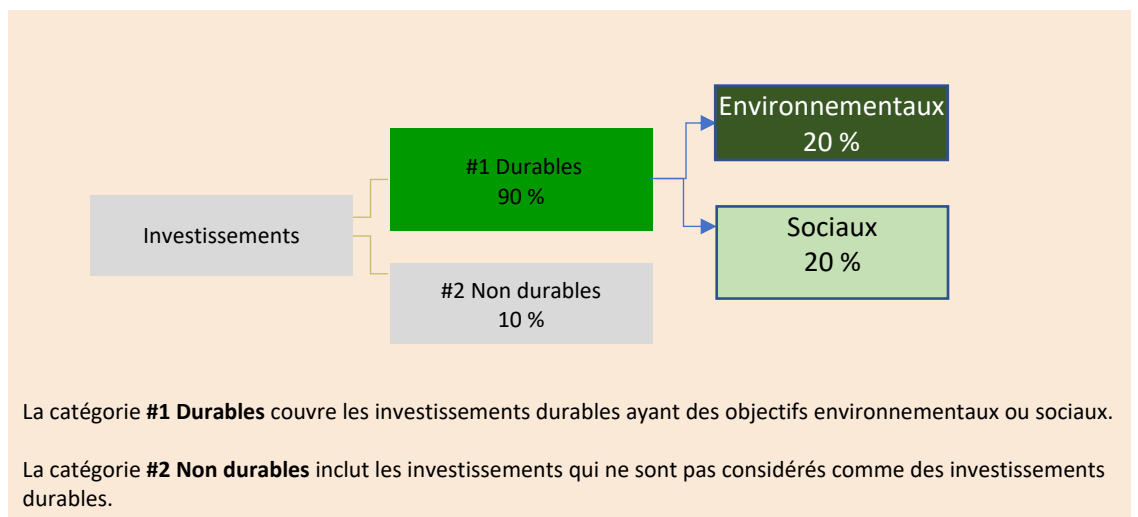 Environnementaux
20 %
#1 Durables
90 %
Investissements
Sociaux
20 %
#2 Non durables
10 %
La catégorie #1 Durables couvre les investissements durables ayant des objectifs environnementaux ou sociaux.
La catégorie #2 Non durables inclut les investissements qui ne sont pas considérés comme des investissements
durables.